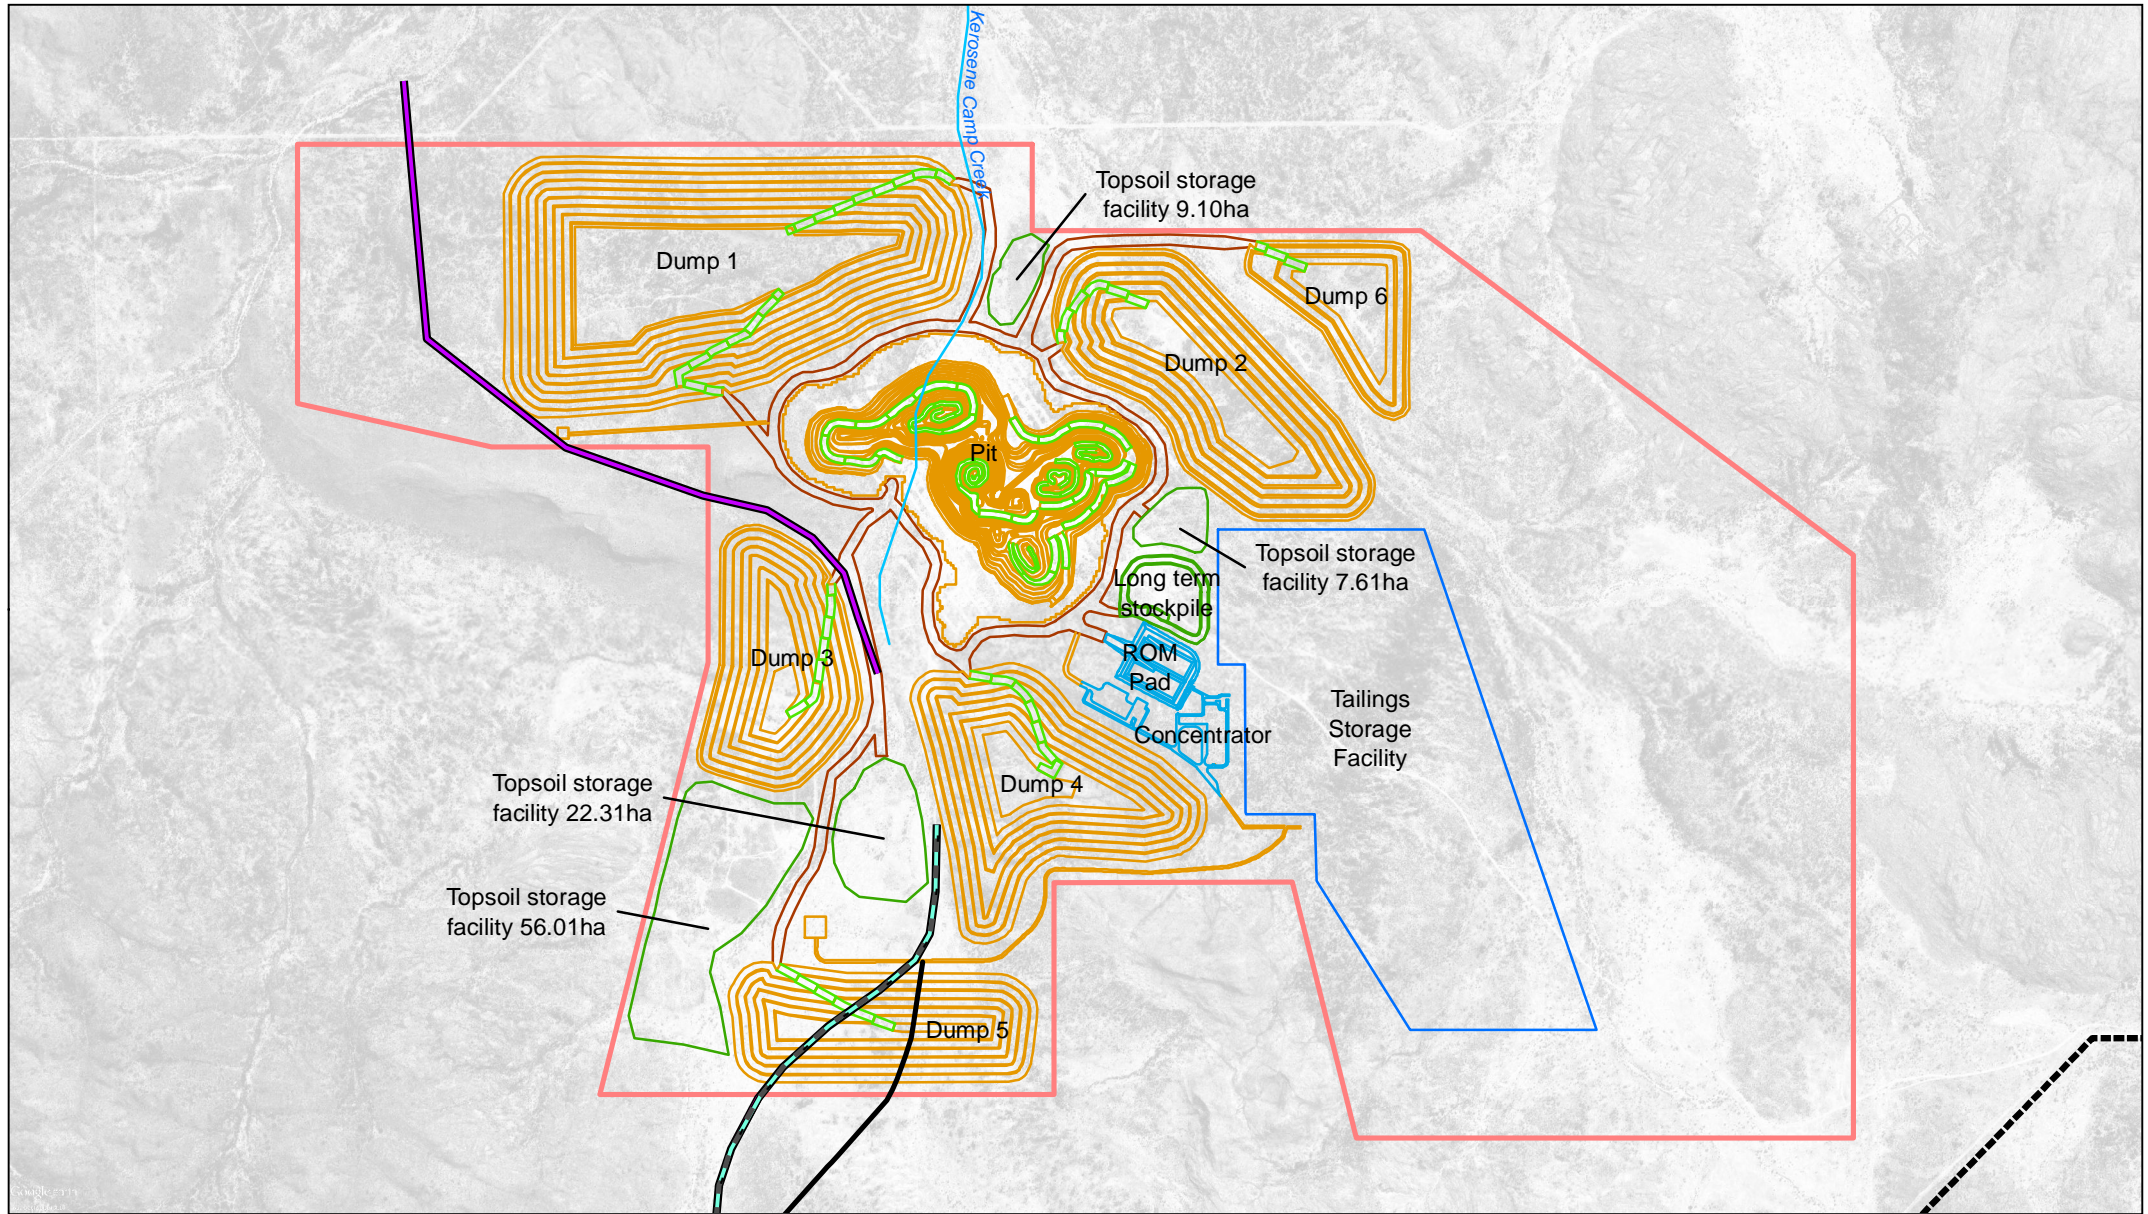 Kerosene Camp Creek
Topsoil storage
facility 9.10ha
Dump 1
Dump 6
Dump 2
Pit
Topsoil storage
facility 7.61ha
Long term
stockpile
ROM
Pad
Dump 3
Tailings
Storage
Facility
Concentrator
Topsoil storage
facility 22.31ha
Dump 4
Topsoil storage
facility 56.01ha
Dump 5
Google